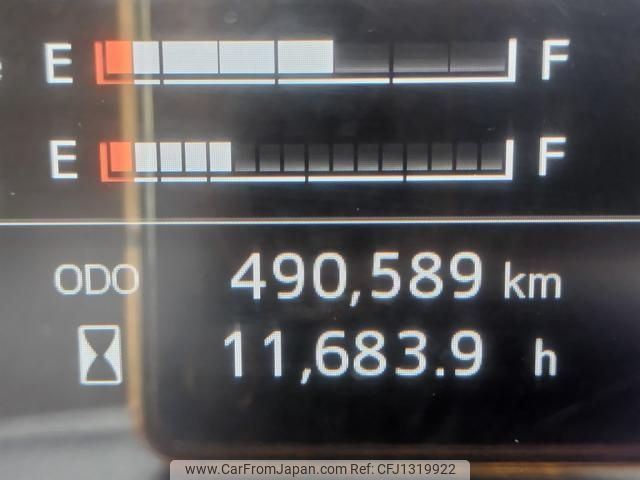 E F
E F
ODO 490,589 km
11,683.9 h
www.CarFromJapan.com Ref: CFJ1319922